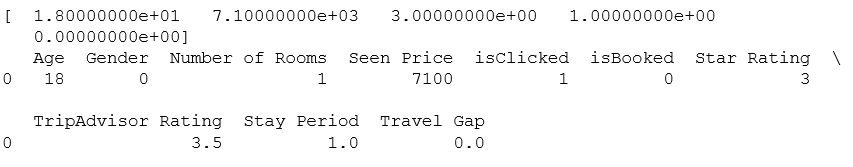 [ 1.80000000e+01 7.10000000e+03 3.00000000e+00 1.00000000e+00
0.00000000e+00]
Age Gender Number of Rooms Seen Price isClicked isBooked Star Rating \
0 18 0 1 7100 1 0 3
TripAdvisor Rating Stay Period Travel Gap
0 3.5 1.0 0.0